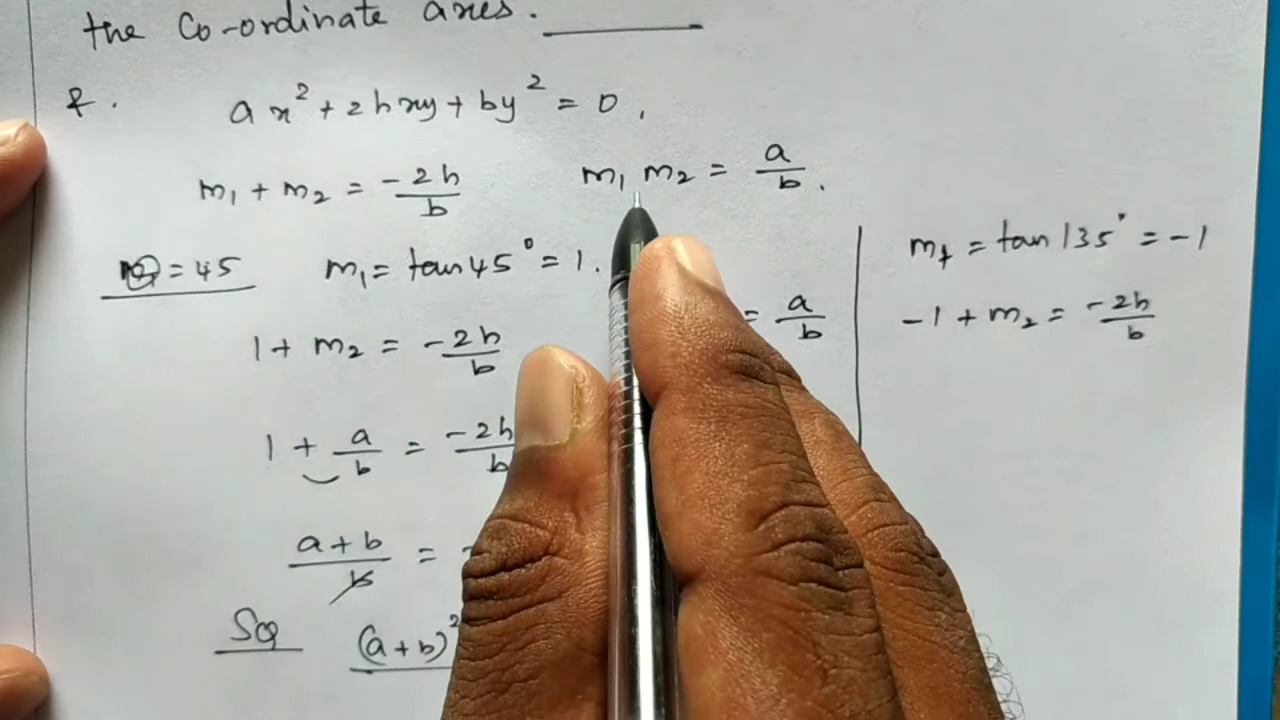 the Co-ordinate axes.
ax² + 2hxy + by² = 0.
m₁ + m₂ = -2h/b
m₁ m₂ = a/b.
= 45
m₁ = tan 45° = 1.
1 + m₂ = -2h/b
= a/b
1 + a/b = -2h/b
a+b/b =
SQ (a+b)²
= tan 135° = -1
-1 + m₂ = -2h/b